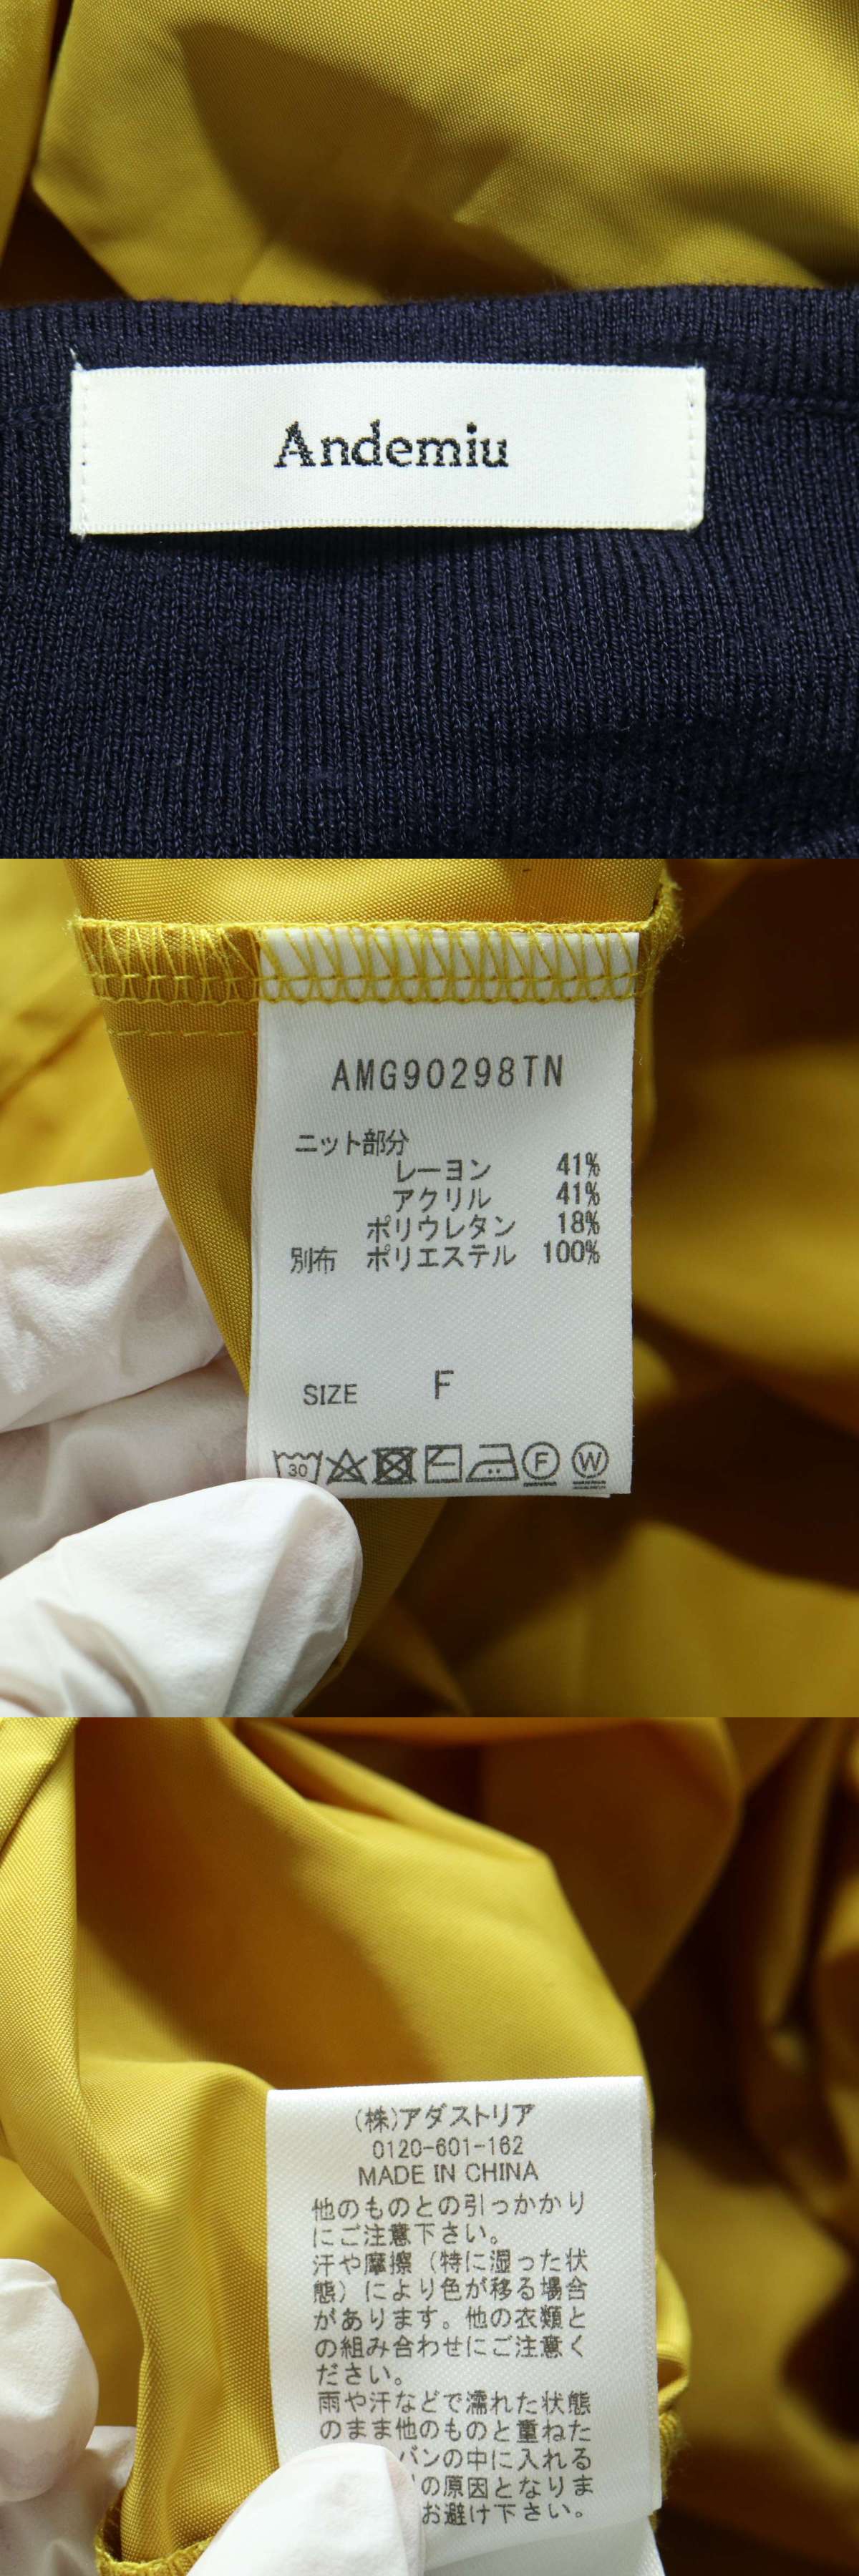 Andemiu
AMG90298TN
ニット部分
レーヨン 41%
アクリル 41%
ポリウレタン 18%
別布 ポリエステル 100%
SIZE F
30 F W
(株)アダストリア
0120-601-162
MADE IN CHINA
他のものとの引っかかり
にご注意下さい。
汗や摩擦（特に湿った状
態）により色が移る場合
があります。他の衣類と
の組み合わせにご注意く
ださい。
雨や汗などで濡れた状態
のまま他のものと重ねた
バンの中に入れる
の原因となりま
お避け下さい。